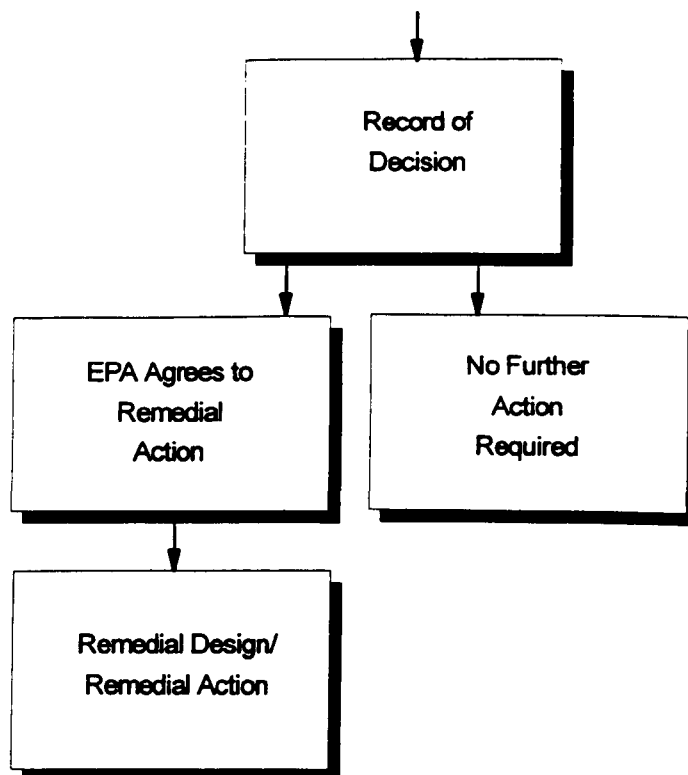 Record of
Decision
EPA Agrees to
Remedial
Action
No Further
Action
Required
Remedial Design/
Remedial Action